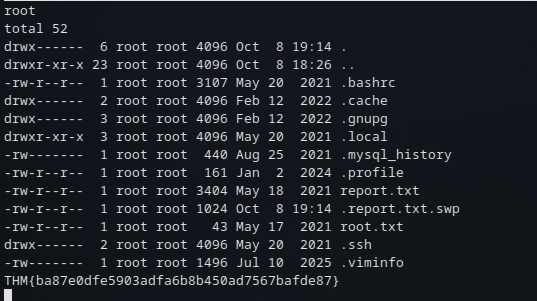 root
total 52
drwx------  6 root root 4096 Oct  8 19:14 .
drwxr-xr-x 23 root root 4096 Oct  8 18:26 ..
-rw-r--r--  1 root root 3107 May 20  2021 .bashrc
drwx------  2 root root 4096 Feb 12  2022 .cache
drwx------  3 root root 4096 Feb 12  2022 .gnupg
drwxr-xr-x  3 root root 4096 May 20  2021 .local
-rw-------  1 root root  440 Aug 25  2021 .mysql_history
-rw-r--r--  1 root root  161 Jan  2  2024 .profile
-rw-r--r--  1 root root 3404 May 18  2021 report.txt
-rw-r--r--  1 root root 1024 Oct  8 19:14 .report.txt.swp
-rw-r--r--  1 root root   43 May 17  2021 root.txt
drwx------  2 root root 4096 May 20  2021 .ssh
-rw-------  1 root root 1496 Jul 10  2025 .viminfo
THM{ba87e0dfe5903adfa6b8b450ad7567bafde87}